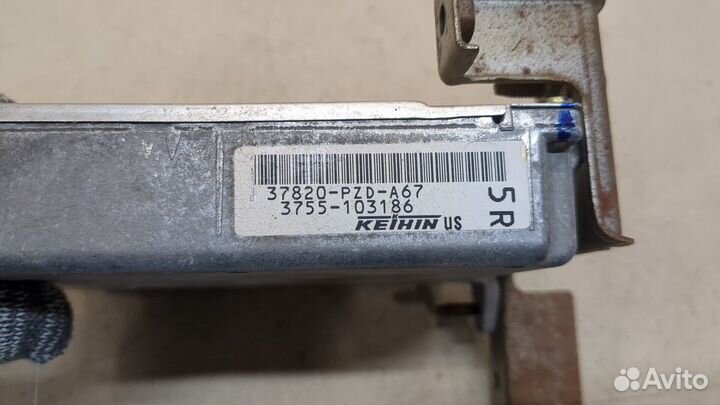 37820-PZD-A67
3755-103186
KEIHIN US
5R
Avito